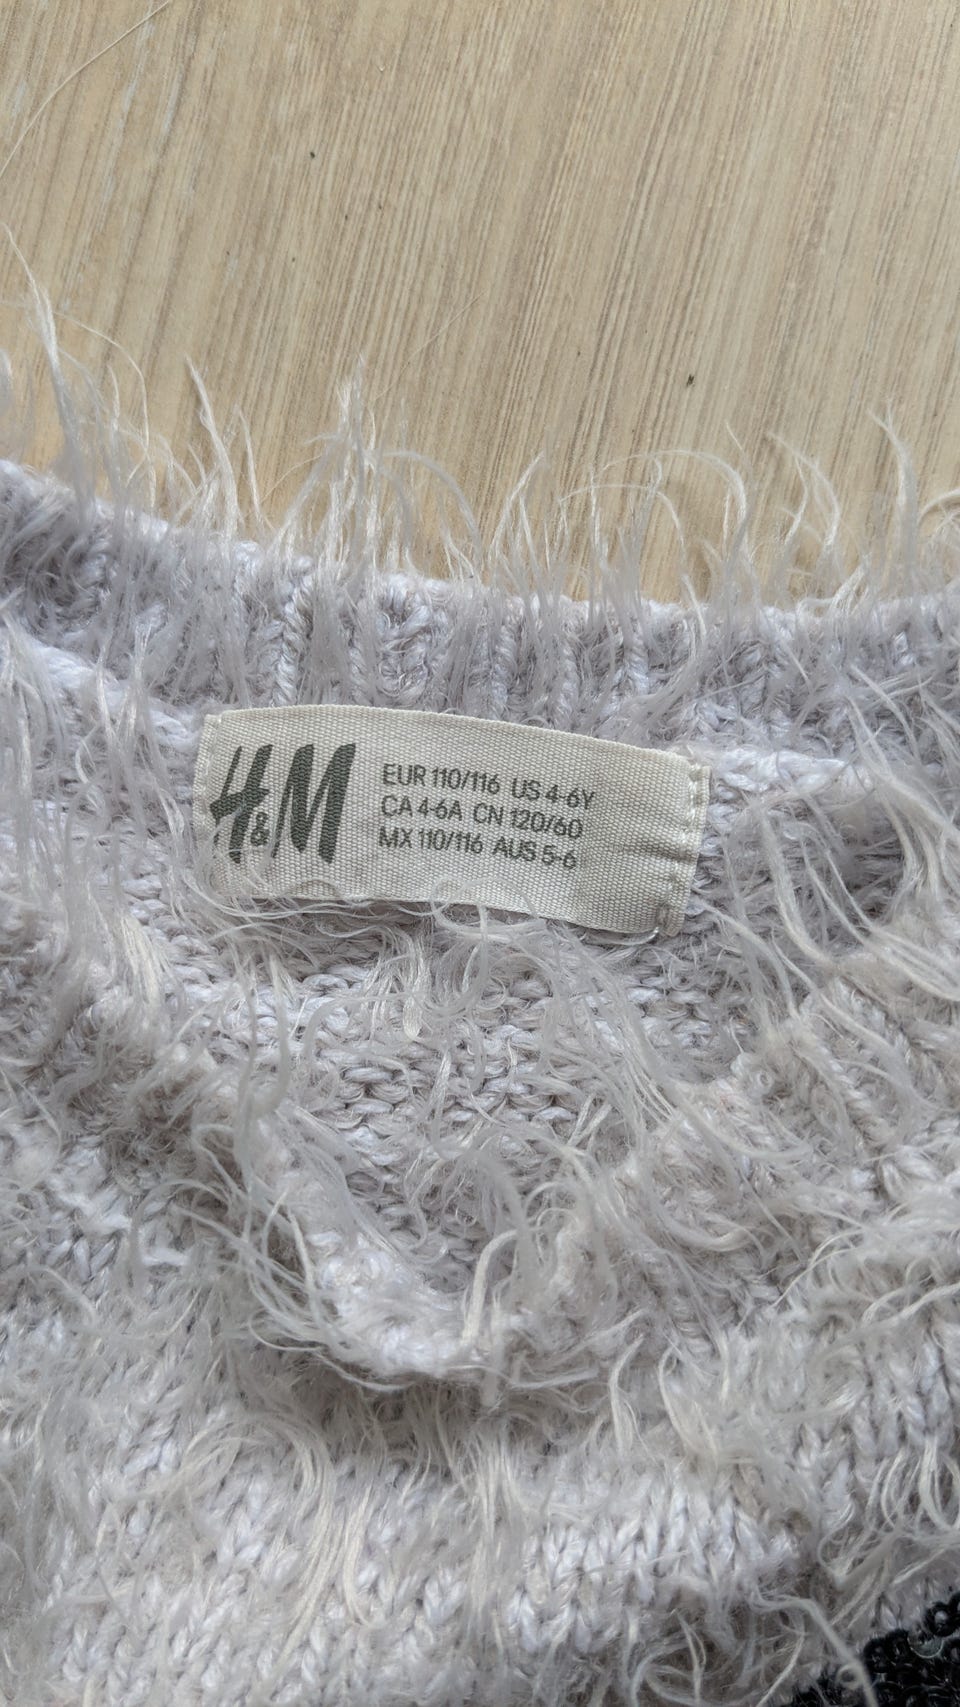 H&M
EUR 110/116 US 4-6Y
CA 4-6A CN 120/60
MX 110/116 AUS 5-6